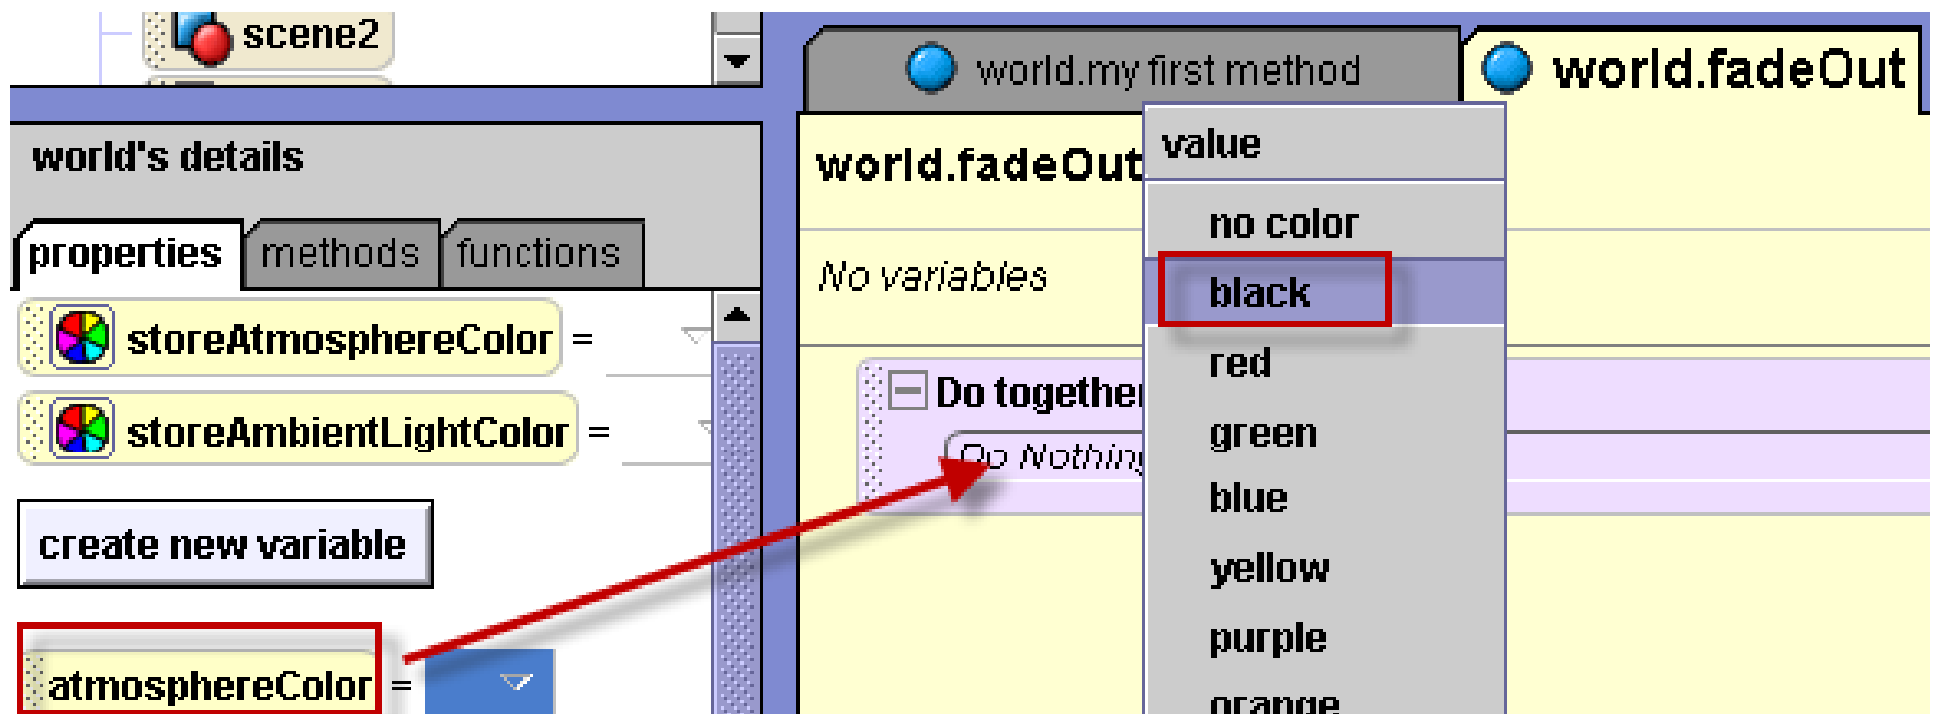 scene2
world's details
properties methods functions
storeAtmosphereColor =
storeAmbientLightColor =
create new variable
atmosphereColor =
world.my first method
world.fadeOut
world.fadeOut
No variables
Do together
Do Nothing
value
no color
black
red
green
blue
yellow
purple
orange